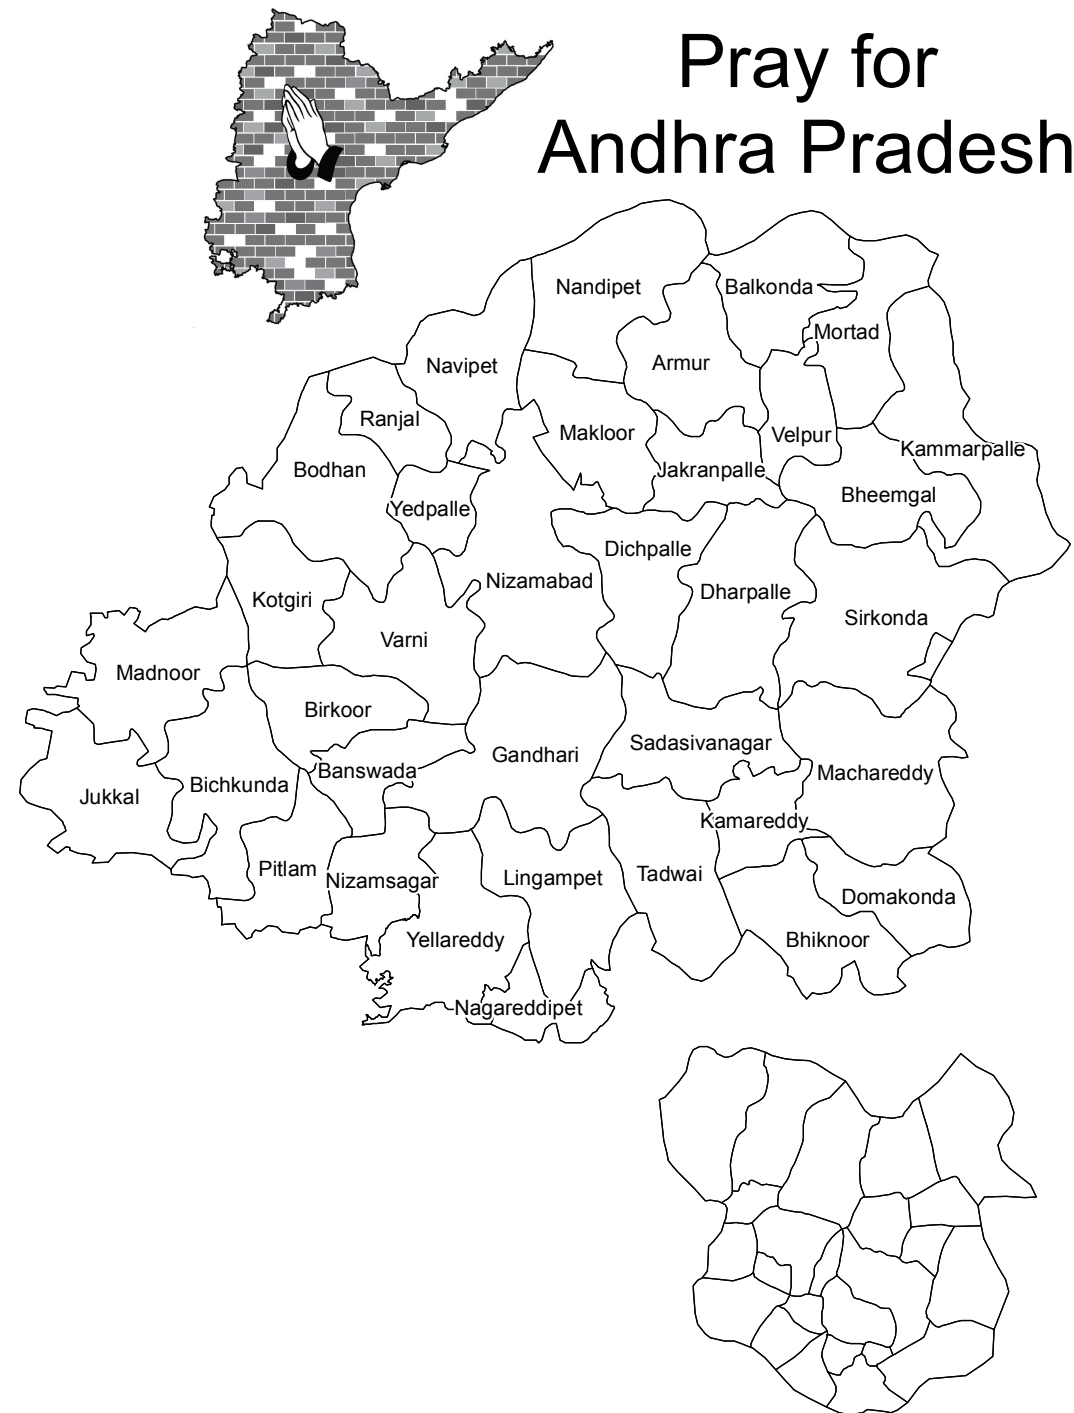 Pray for
Andhra Pradesh
Nandipet
Balkonda
Mortad
Navipet
Armur
Ranjal
Makloor
Velpur
Kammarpalle
Bodhan
Jakranpalle
Bheemgal
Yedpalle
Dichpalle
Nizamabad
Dharpalle
Kotgiri
Sirkonda
Varni
Madnoor
Birkoor
Sadasivanagar
Gandhari
Banswada
Machareddy
Bichkunda
Jukkal
Kamareddy
Pitlam
Nizamsagar
Lingampet
Tadwai
Domakonda
Yellareddy
Bhiknoor
Nagareddipet